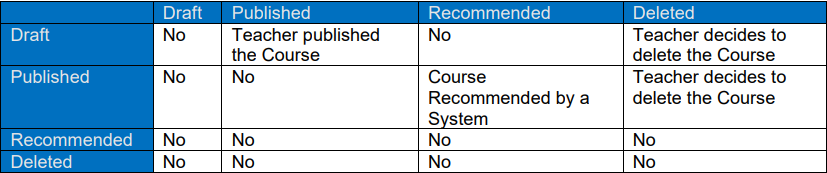 Draft Published Recommended Deleted
Draft No Teacher published the Course No Teacher decides to delete the Course
Published No No Course Recommended by a System Teacher decides to delete the Course
Recommended No No No No
Deleted No No No No